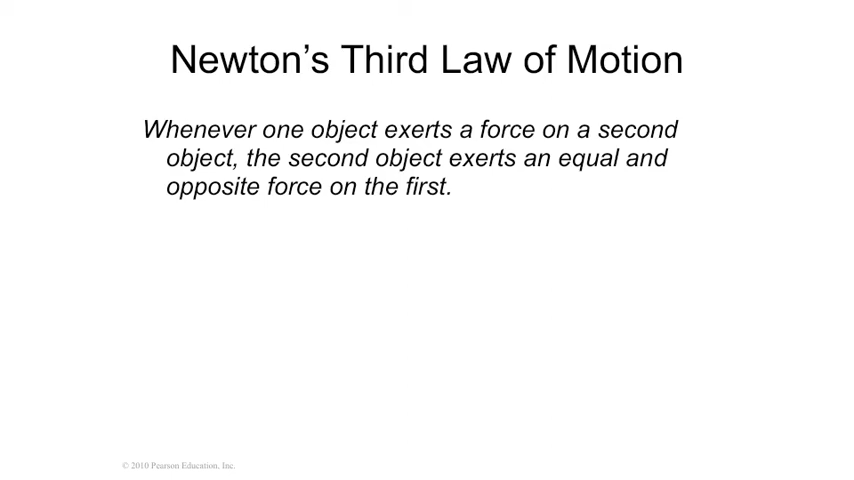 Newton’s Third Law of Motion
Whenever one object exerts a force on a second
object, the second object exerts an equal and
opposite force on the first.
© 2010 Pearson Education, Inc.